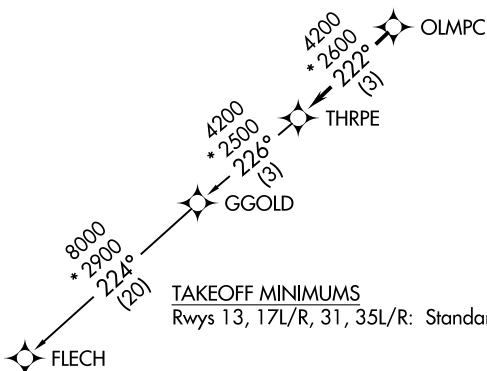 OLMPC
4200
* 2600
222°
(3)
THRPE
4200
* 2500
226°
(3)
GGOLD
8000
* 2900
224°
(20)
TAKEOFF MINIMUMS
Rwys 13, 17L/R, 31, 35L/R: Standar
FLECH